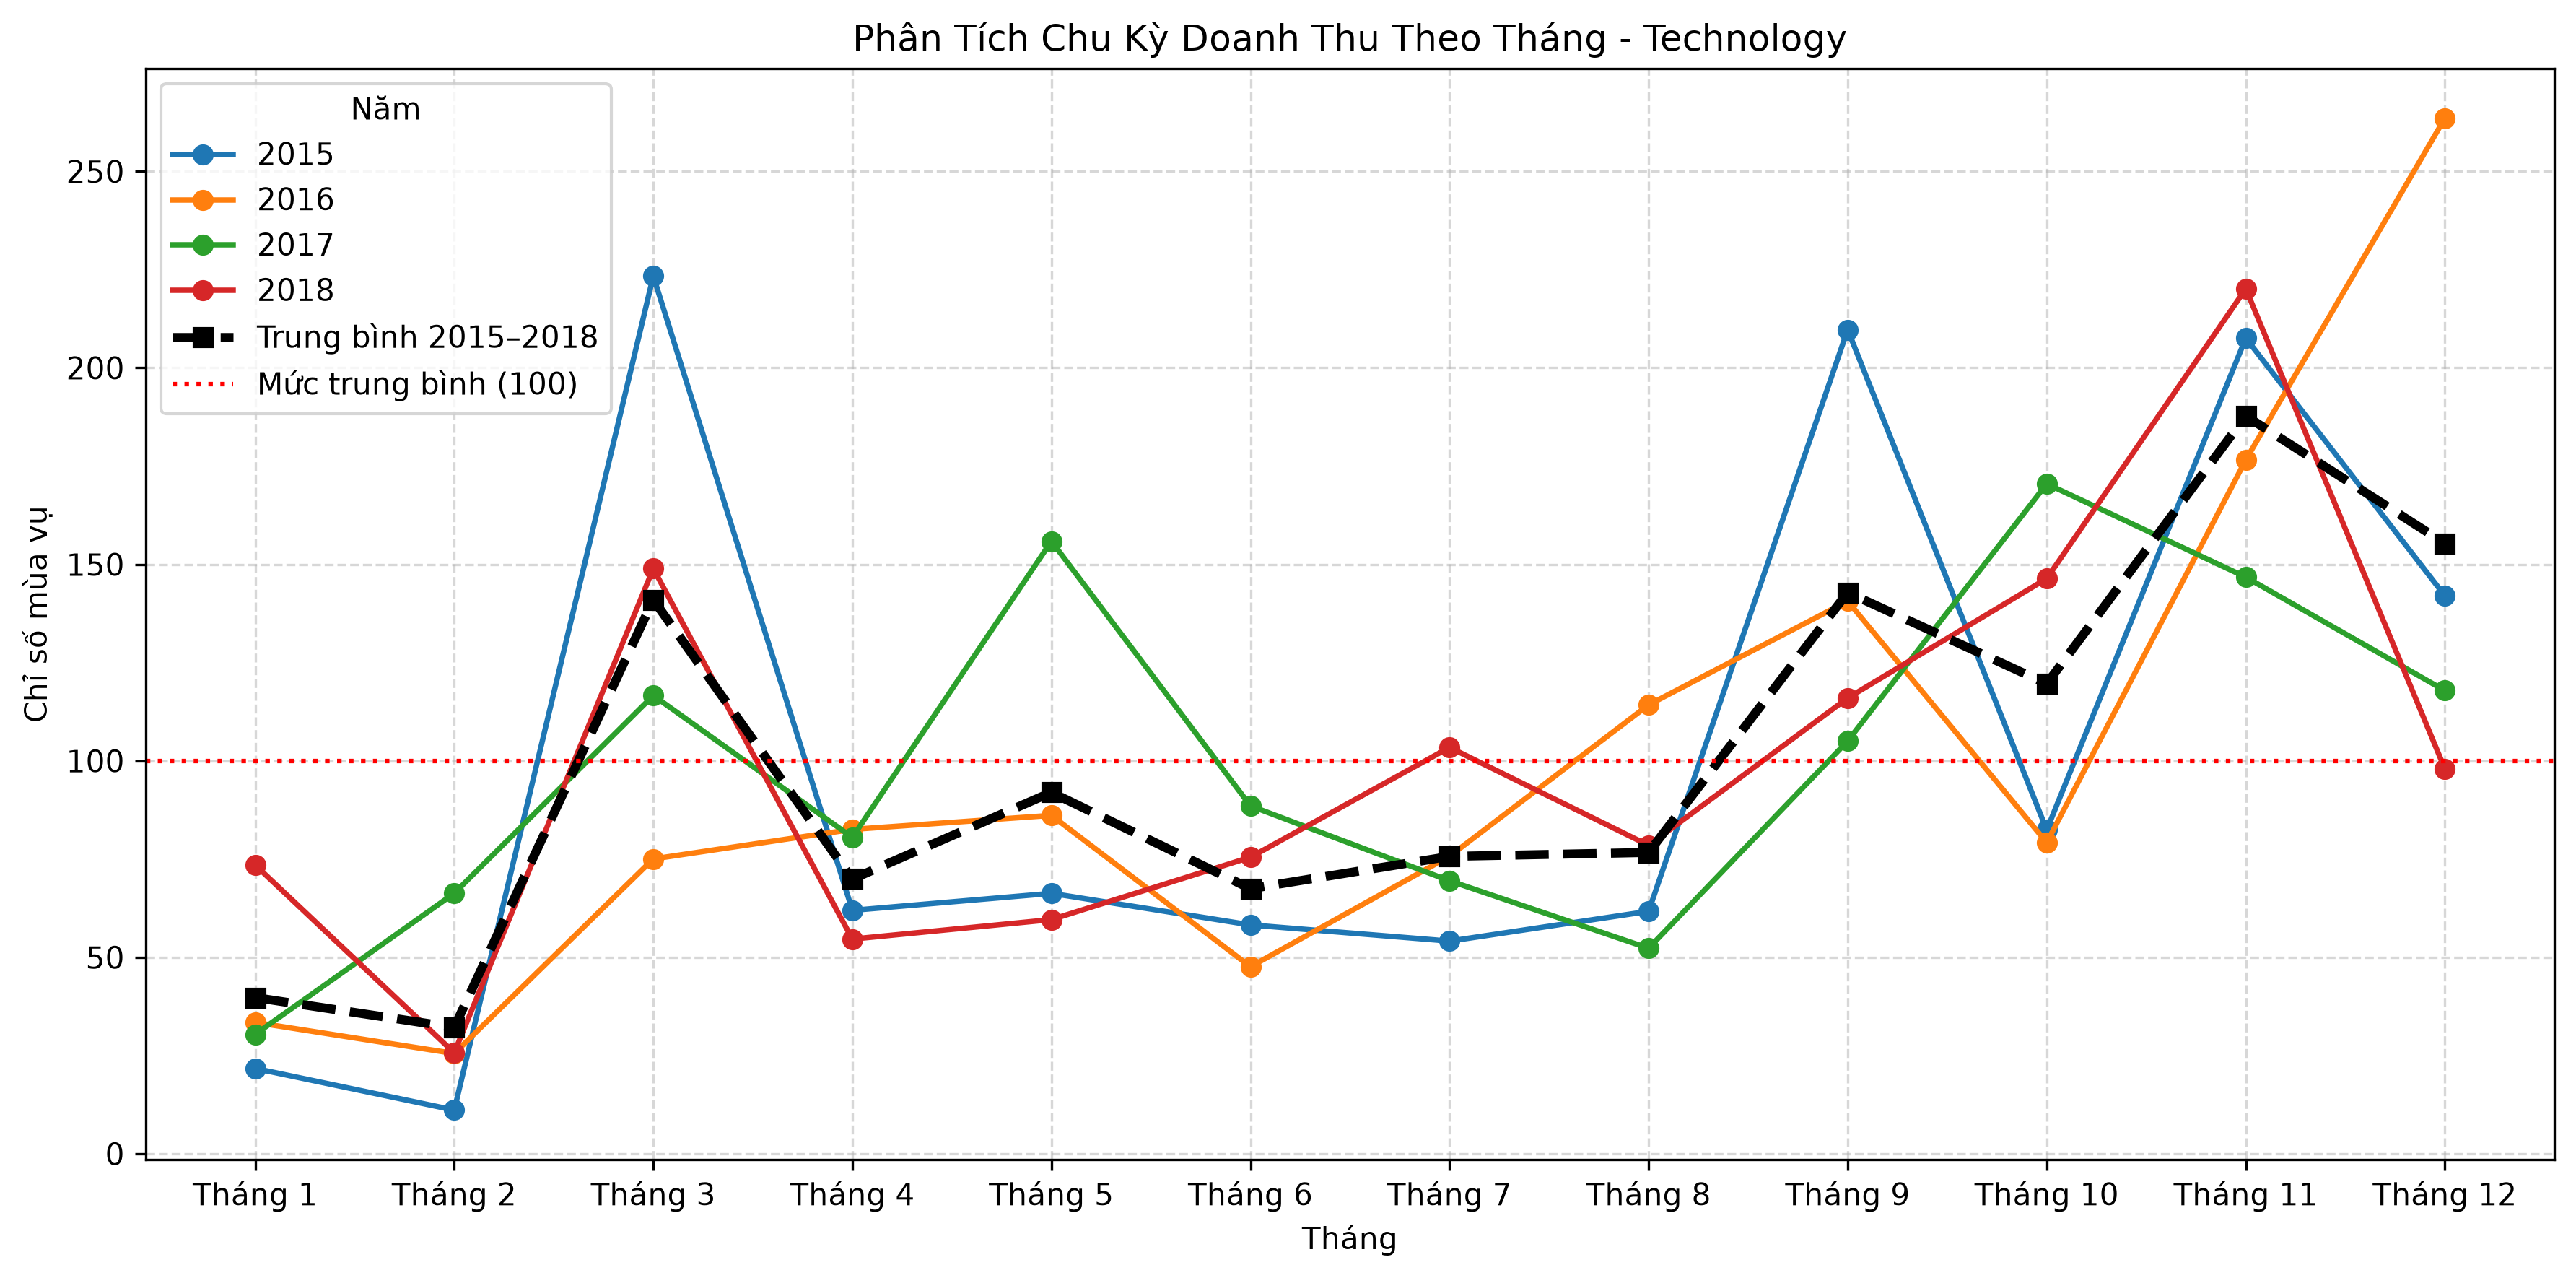 Phân Tích Chu Kỳ Doanh Thu Theo Tháng - Technology
Năm
2015
2016
2017
2018
Trung bình 2015–2018
Mức trung bình (100)
Chỉ số mùa vụ
250
200
150
100
50
0
Tháng 1 Tháng 2 Tháng 3 Tháng 4 Tháng 5 Tháng 6 Tháng 7 Tháng 8 Tháng 9 Tháng 10 Tháng 11 Tháng 12
Tháng